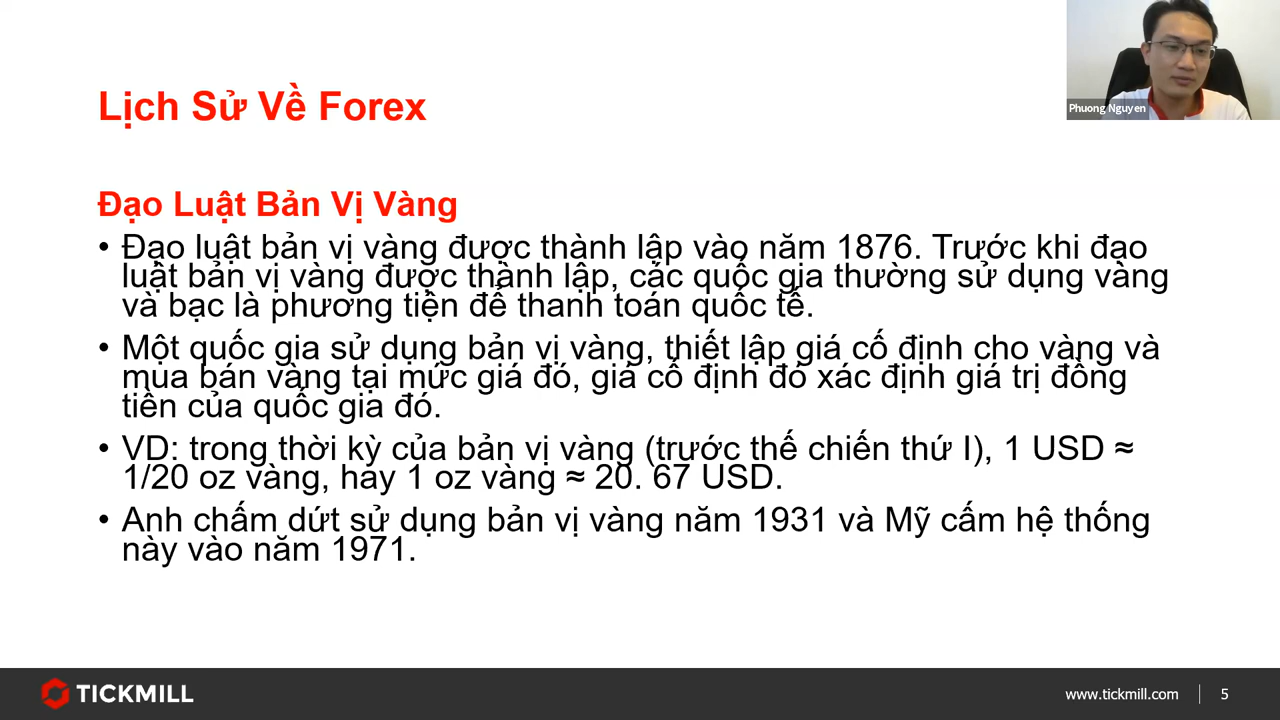 Lịch Sử Về Forex
Phuong Nguyen
Đạo Luật Bản Vị Vàng
• Đạo luật bản vị vàng được thành lập vào năm 1876. Trước khi đạo
luật bản vị vàng được thành lập, các quốc gia thường sử dụng vàng
và bạc là phương tiện để thanh toán quốc tế.
• Một quốc gia sử dụng bản vị vàng, thiết lập giá cố định cho vàng và
mua bán vàng tại mức giá đó, giá cố định đó xác định giá trị đồng
tiền của quốc gia đó.
• VD: trong thời kỳ của bản vị vàng (trước thế chiến thứ I), 1 USD ≈
1/20 oz vàng, hay 1 oz vàng ≈ 20. 67 USD.
• Anh chấm dứt sử dụng bản vị vàng năm 1931 và Mỹ cấm hệ thống
này vào năm 1971.
TICKMILL
www.tickmill.com 5